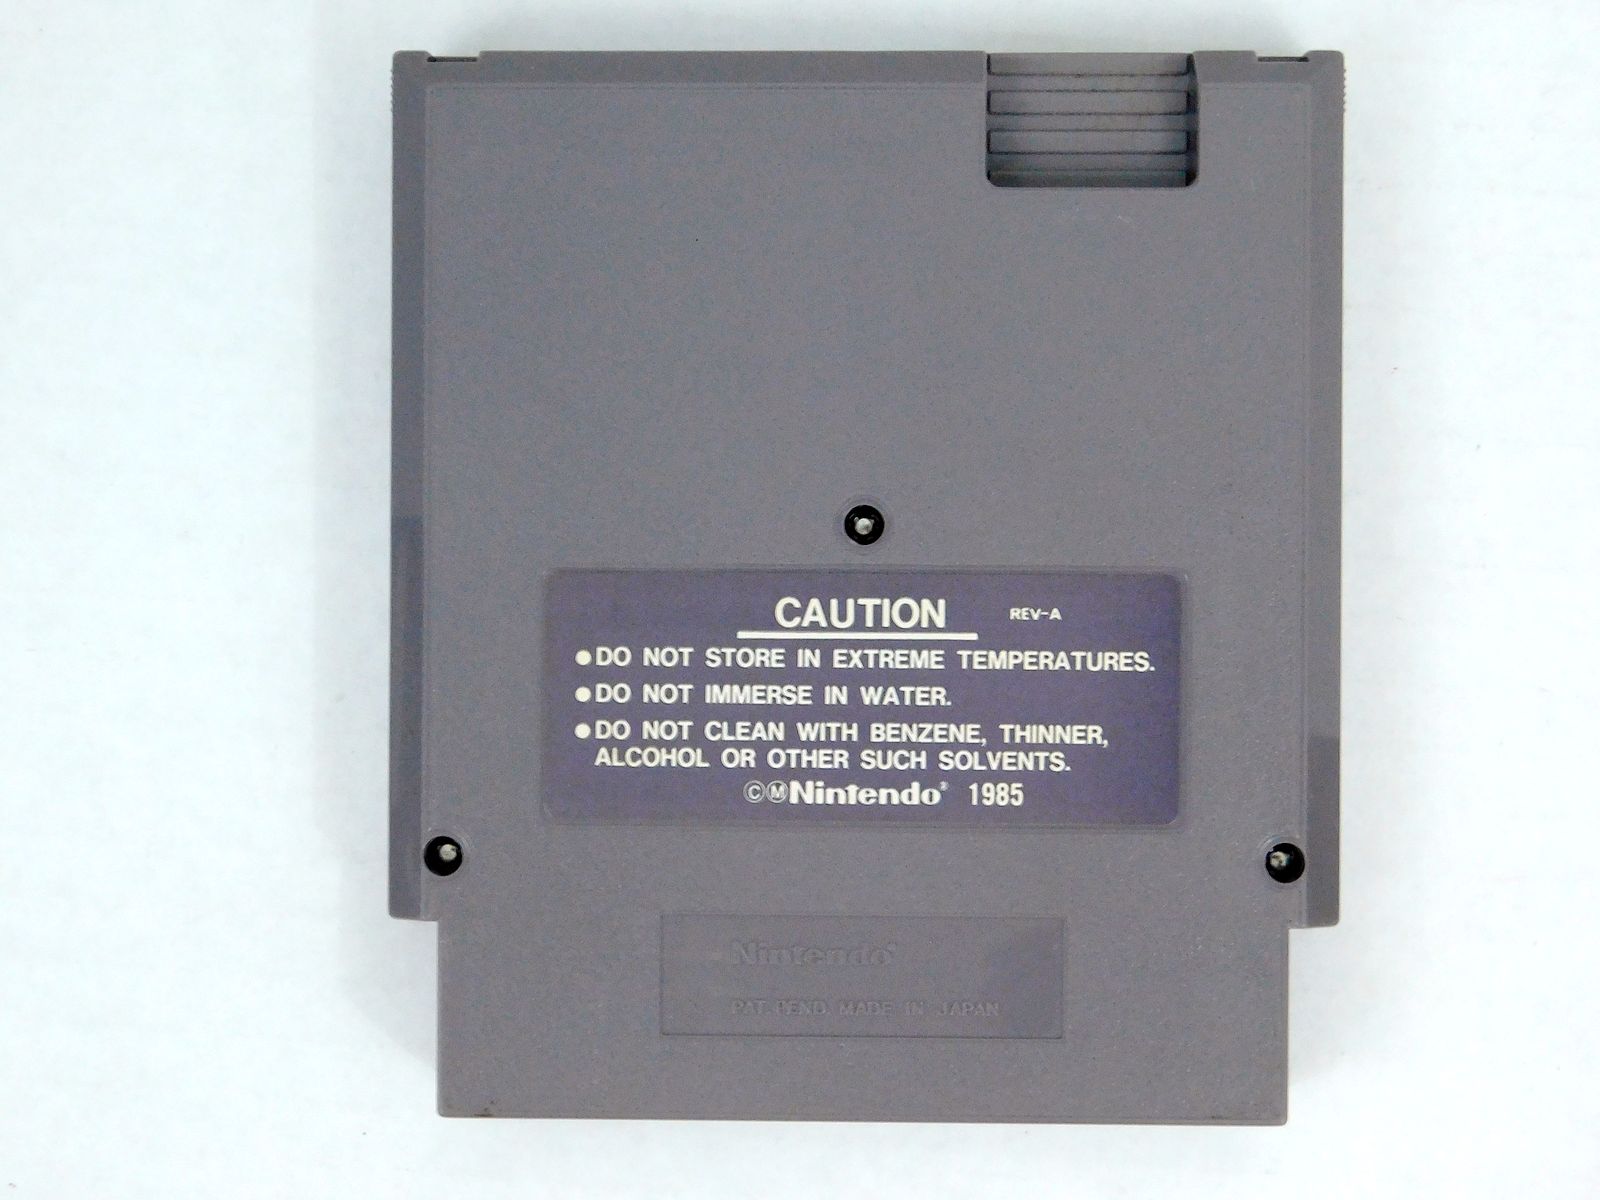 CAUTION REV-A
●DO NOT STORE IN EXTREME TEMPERATURES.
●DO NOT IMMERSE IN WATER.
●DO NOT CLEAN WITH BENZENE, THINNER,
ALCOHOL OR OTHER SUCH SOLVENTS.
ⒸⓂNintendo® 1985
Nintendo®
PAT. PEND. MADE IN JAPAN